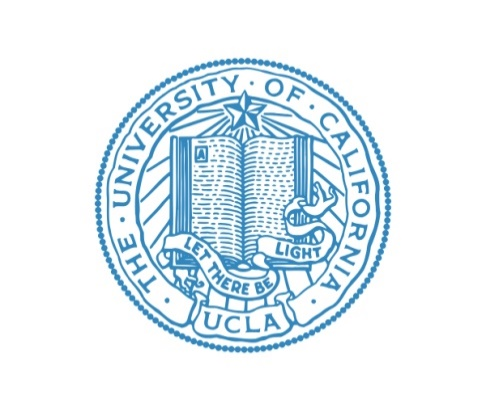 · THE · UNIVERSITY · OF · CALIFORNIA ·
A
LET THERE BE LIGHT
UCLA